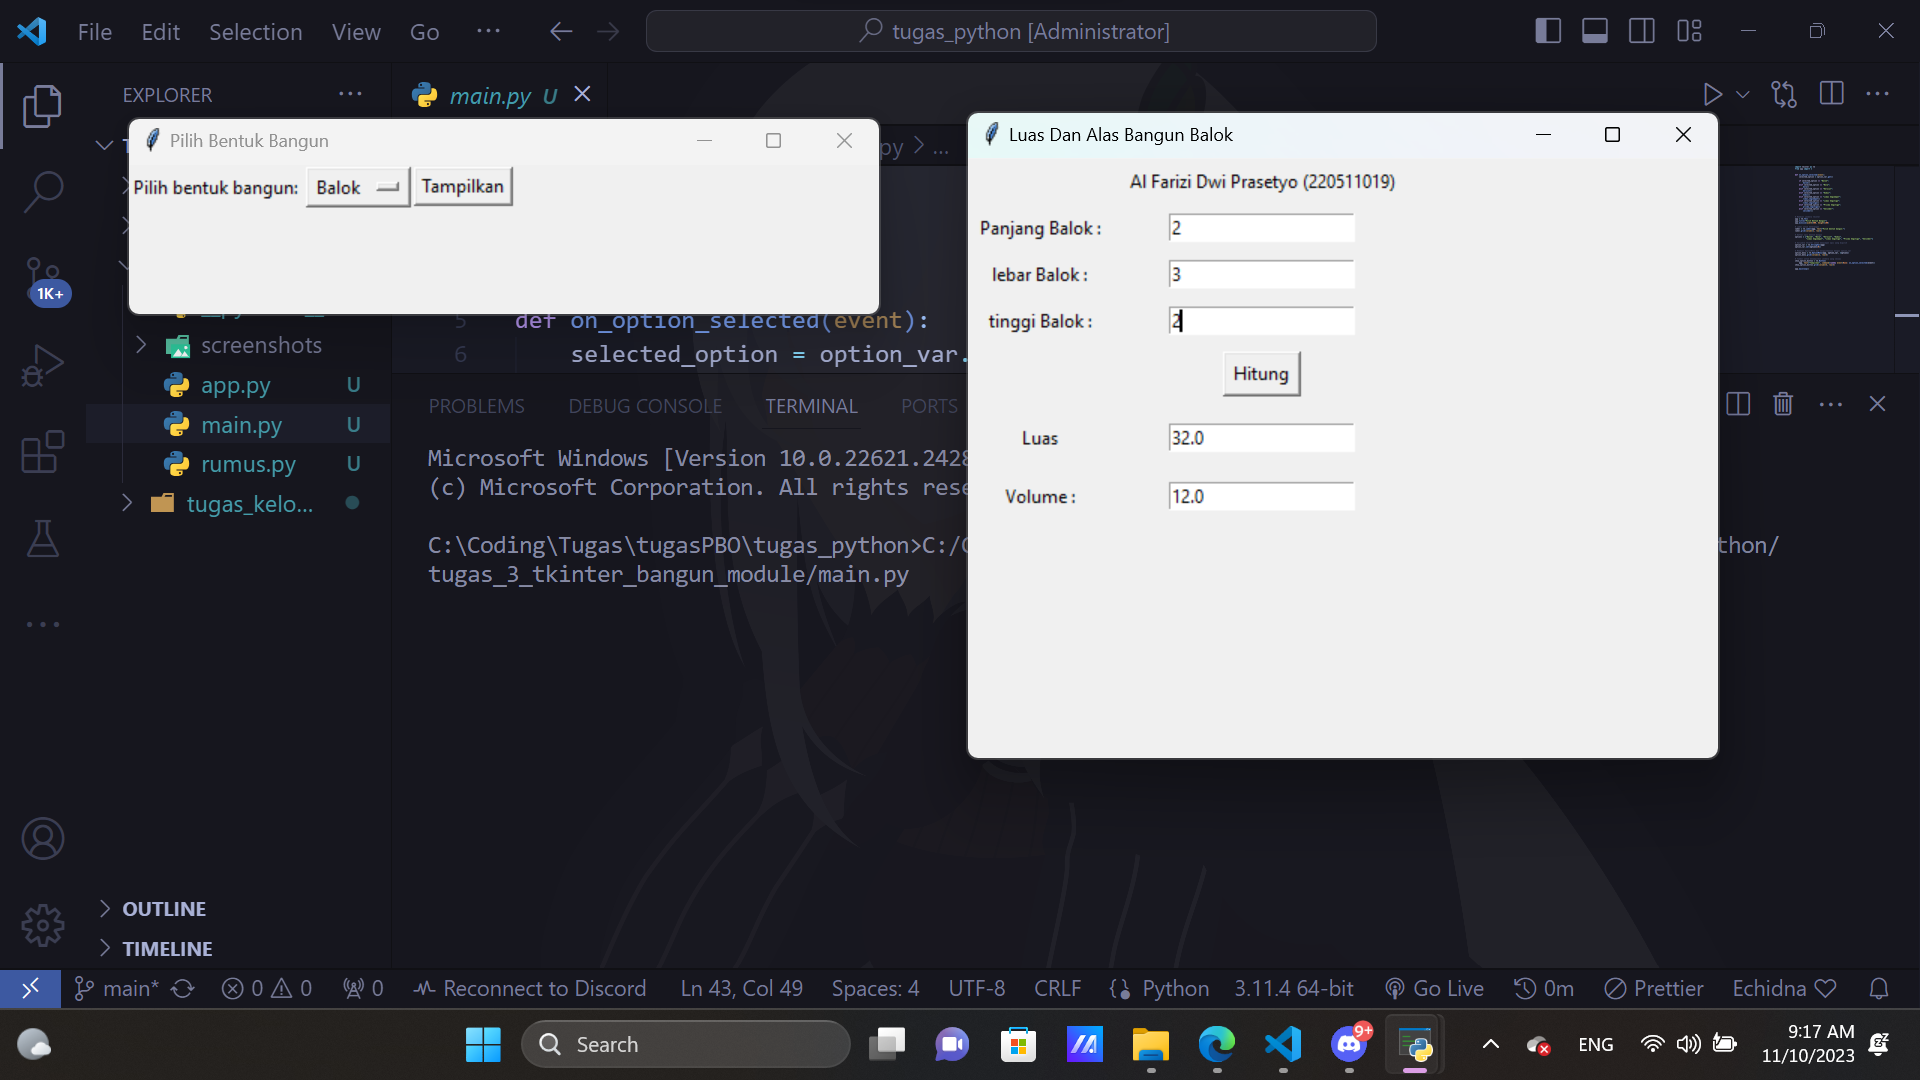 File Edit Selection View Go ...
tugas_python [Administrator]
EXPLORER ...
main.py U
Pilih Bentuk Bangun
Pilih bentuk bangun: Balok Tampilkan
py > ...
5 def on_option_selected(event):
6 selected_option = option_var.
screenshots
app.py U
main.py U
rumus.py U
tugas_kelo...
1K+
OUTLINE
TIMELINE
PROBLEMS DEBUG CONSOLE TERMINAL PORTS
Microsoft Windows [Version 10.0.22621.2428
(c) Microsoft Corporation. All rights rese
C:\Coding\Tugas\tugasPBO\tugas_python>C:/
thon/
tugas_3_tkinter_bangun_module/main.py
Luas Dan Alas Bangun Balok
Al Farizi Dwi Prasetyo (220511019)
Panjang Balok : 2
lebar Balok : 3
tinggi Balok : 2
Hitung
Luas 32.0
Volume : 12.0
main* 0 0 0 Reconnect to Discord Ln 43, Col 49 Spaces: 4 UTF-8 CRLF Python 3.11.4 64-bit Go Live 0m Prettier Echidna
Search
9+
ENG
9:17 AM
11/10/2023